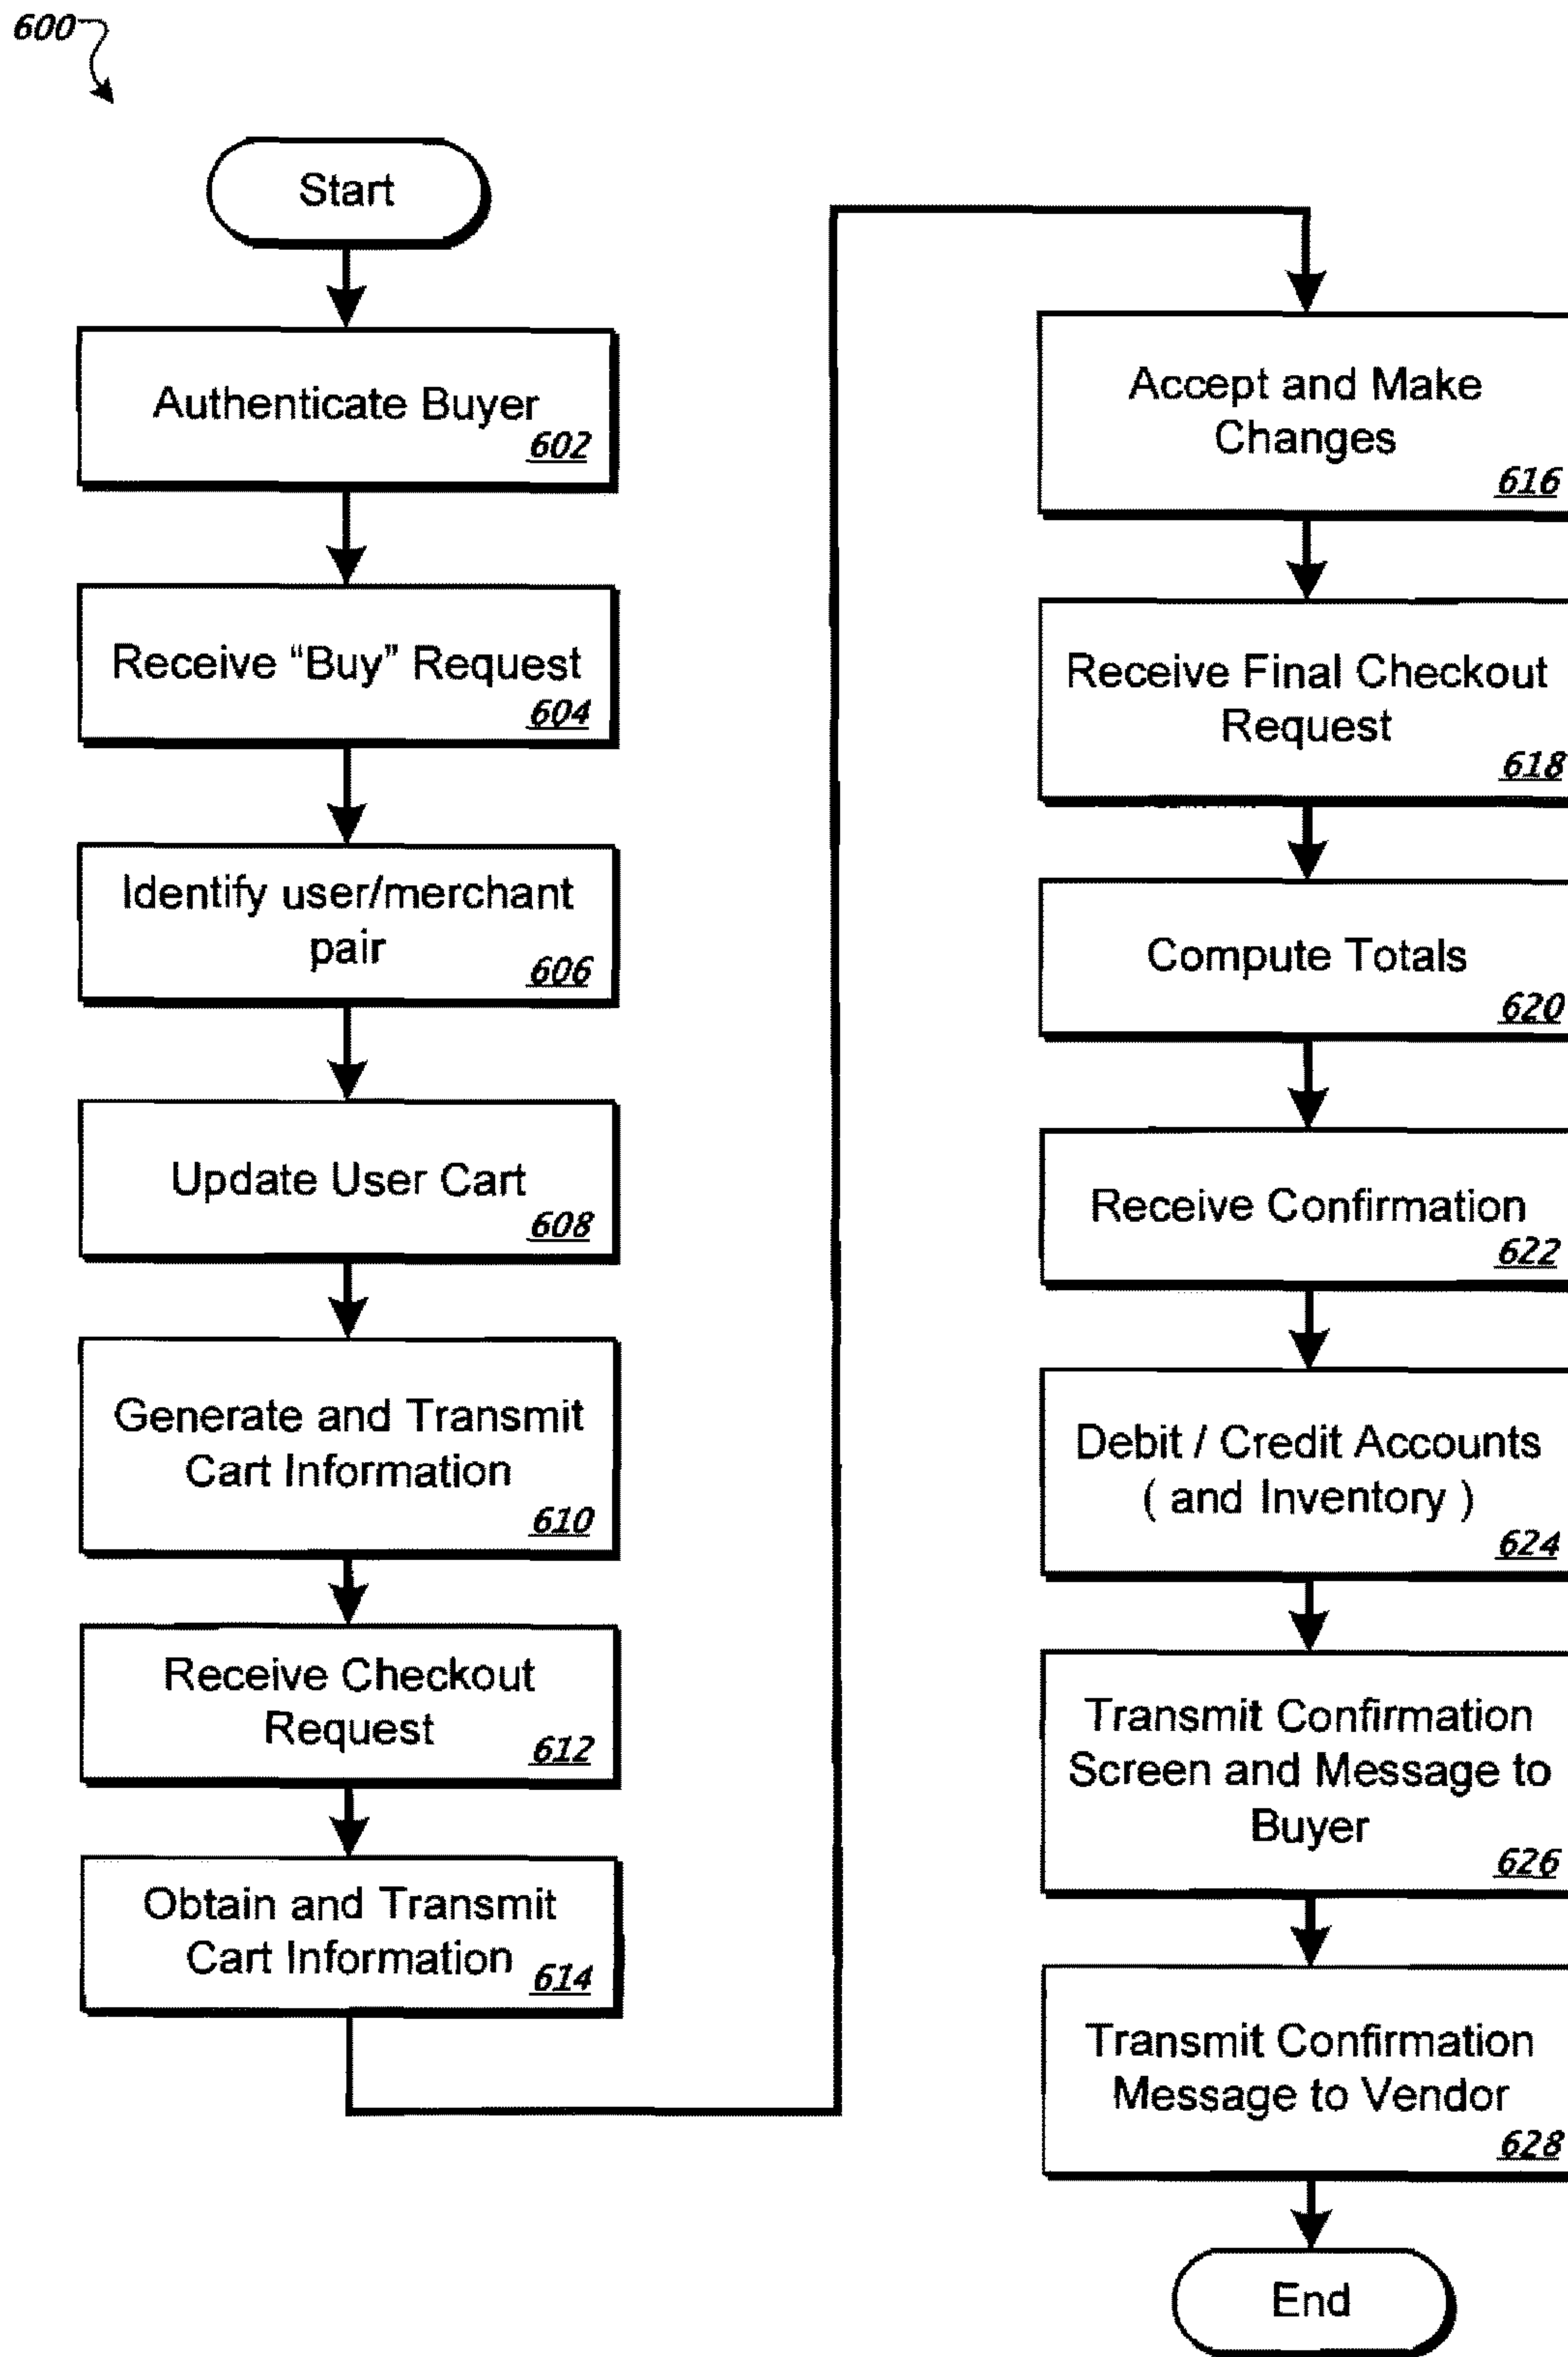 600
Start
Authenticate Buyer
602
Receive “Buy” Request
604
Identify user/merchant
pair
606
Update User Cart
608
Generate and Transmit
Cart Information
610
Receive Checkout
Request
612
Obtain and Transmit
Cart Information
614
Accept and Make
Changes
616
Receive Final Checkout
Request
618
Compute Totals
620
Receive Confirmation
622
Debit / Credit Accounts
( and Inventory )
624
Transmit Confirmation
Screen and Message to
Buyer
626
Transmit Confirmation
Message to Vendor
628
End